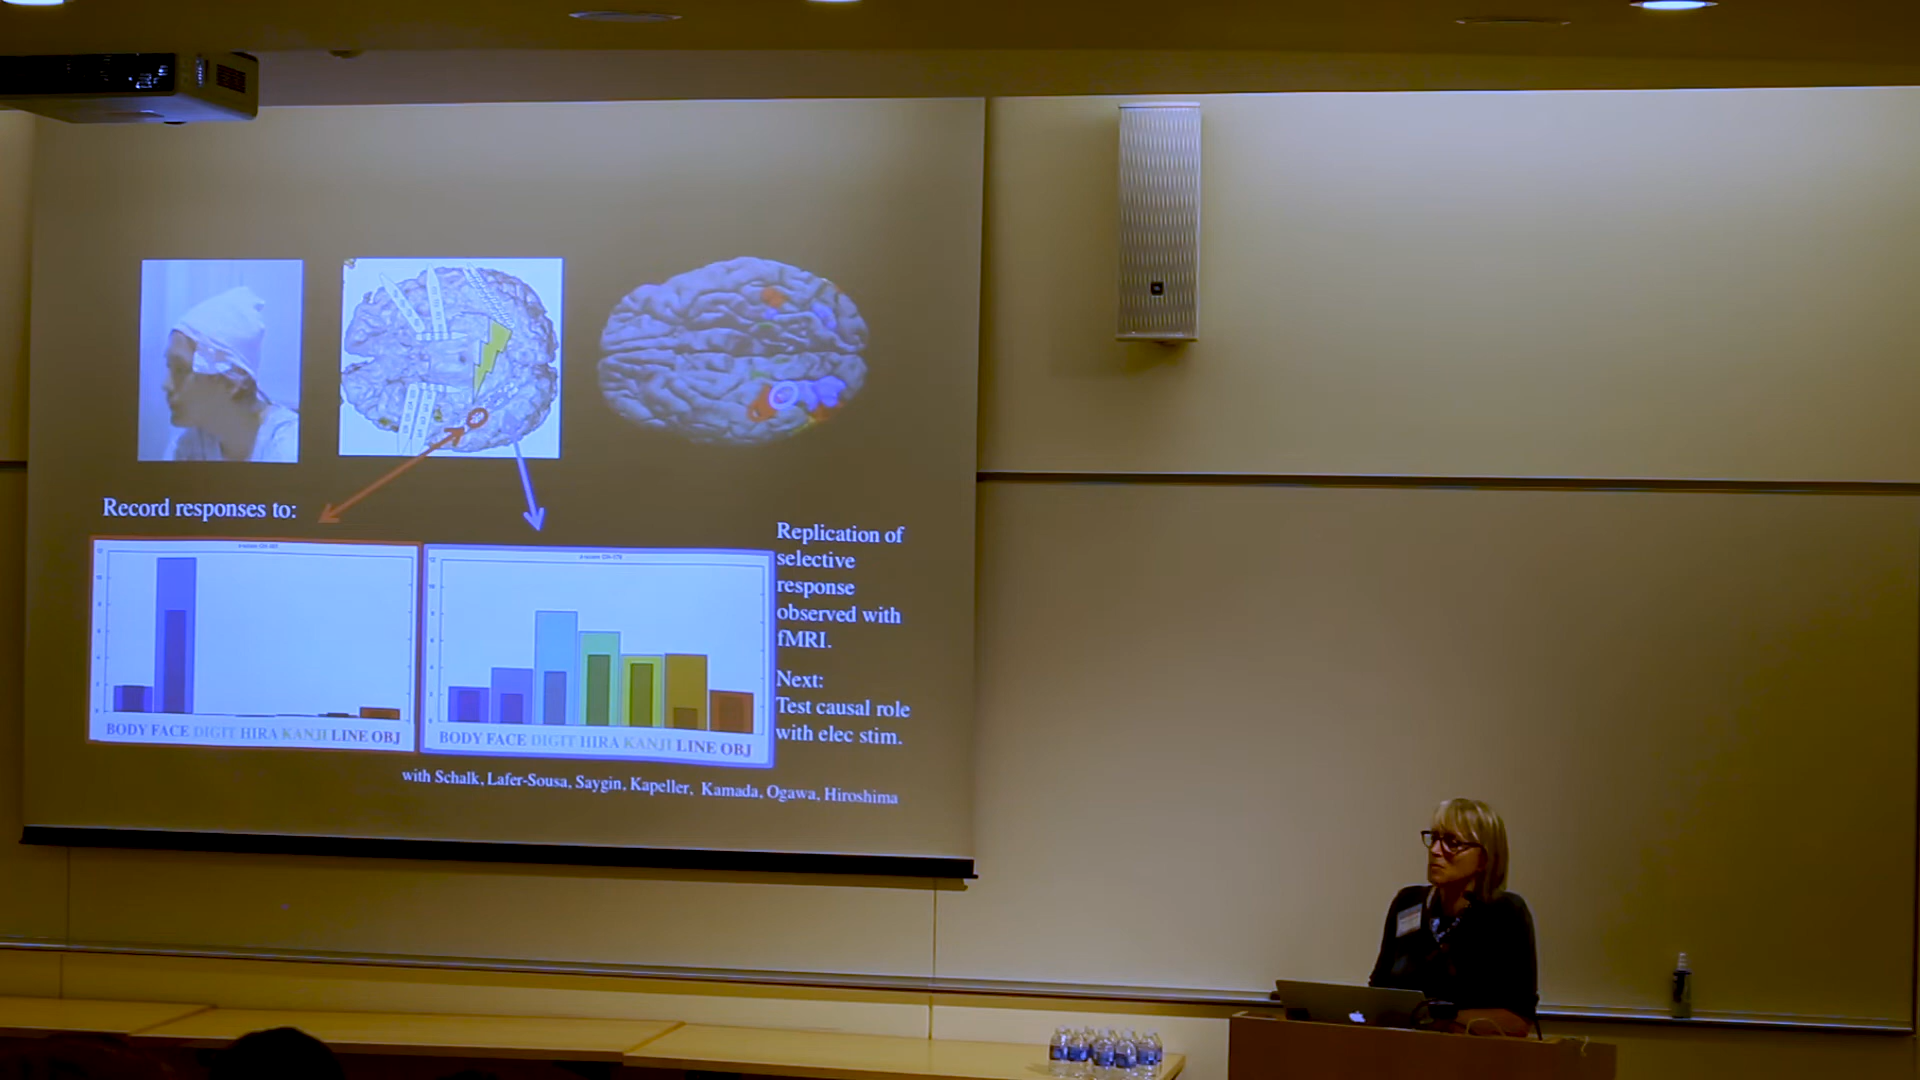 Record responses to:
BODY FACE DIGIT HIRA KANJI LINE OBJ
BODY FACE DIGIT HIRA KANJI LINE OBJ
Replication of
selective
response
observed with
fMRI.
Next:
Test causal role
with elec stim.
with Schalk, Lafer-Sousa, Saygin, Kapeller, Kamada, Ogawa, Hiroshima